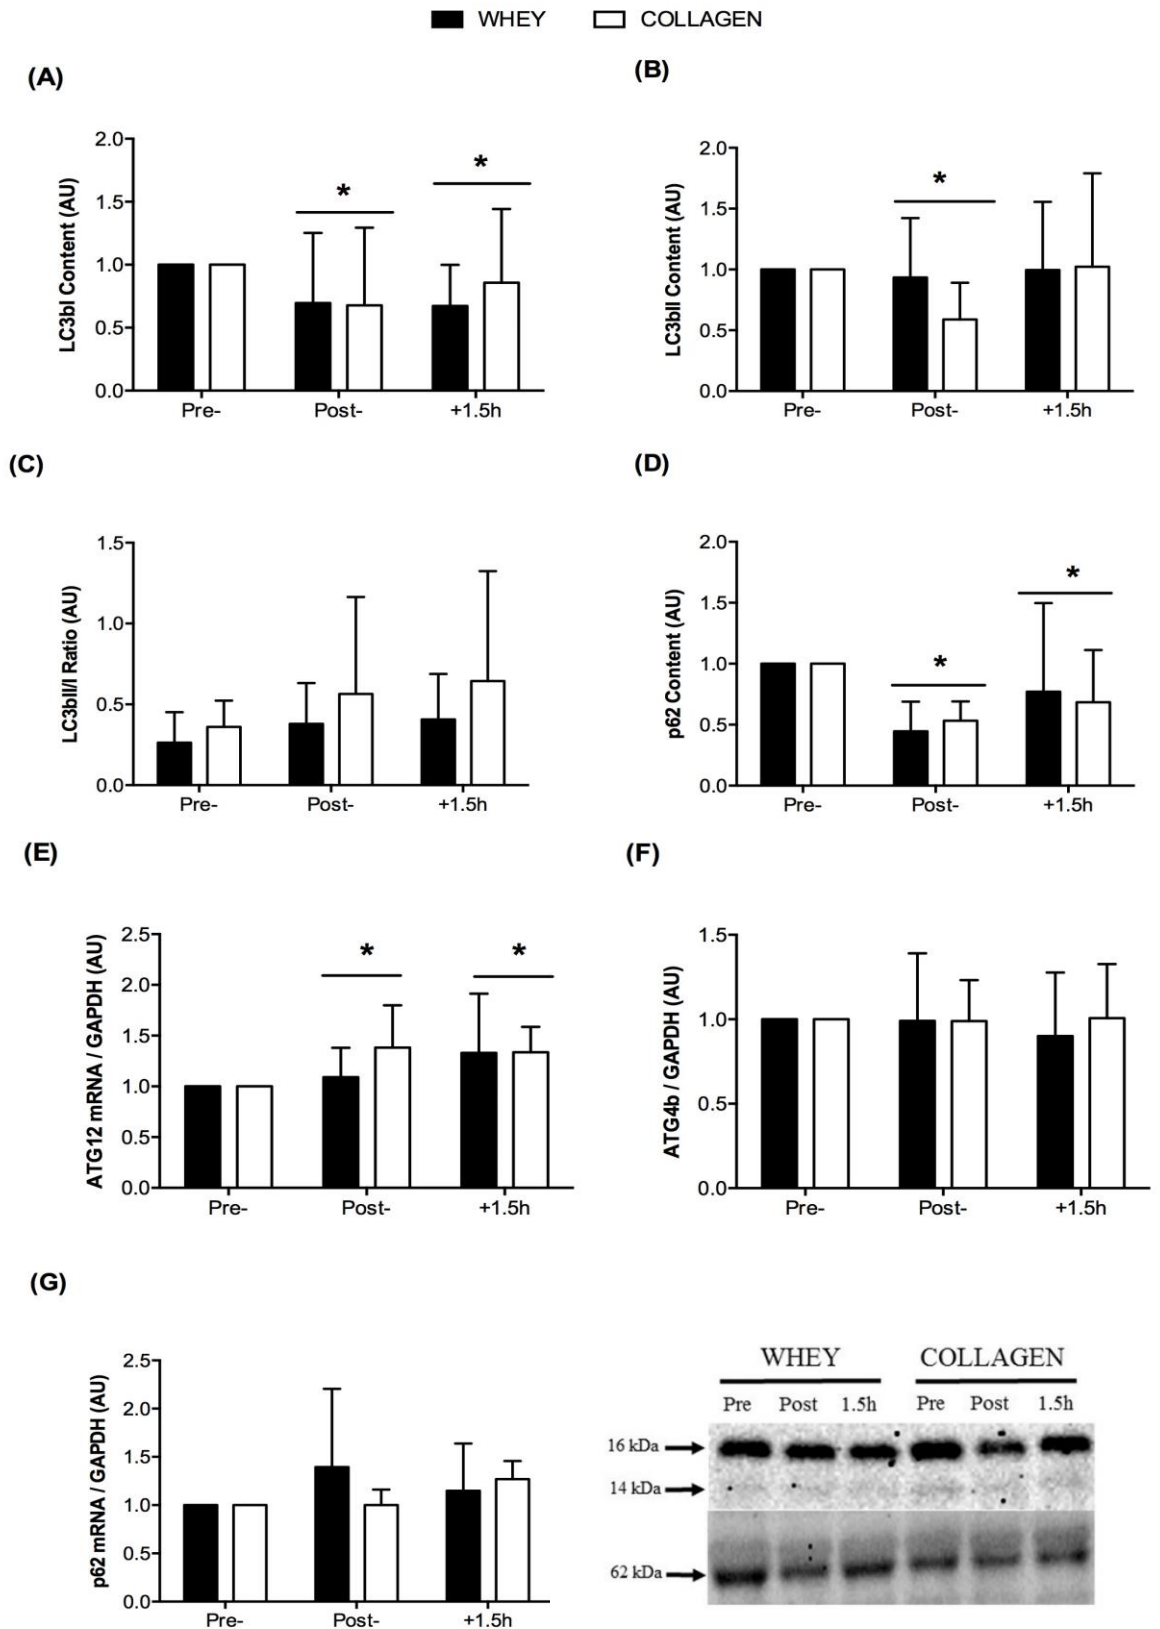 WHEY COLLAGEN
(A)
LC3bI Content (AU)
2.0
1.5
1.0
0.5
0.0
*
*
Pre- Post- +1.5h
(B)
LC3bII Content (AU)
2.0
1.5
1.0
0.5
0.0
*
Pre- Post- +1.5h
(C)
LC3bII/I Ratio (AU)
1.5
1.0
0.5
0.0
Pre- Post- +1.5h
(D)
p62 Content (AU)
2.0
1.5
1.0
0.5
0.0
*
*
Pre- Post- +1.5h
(E)
ATG12 mRNA / GAPDH (AU)
2.5
2.0
1.5
1.0
0.5
0.0
* *
Pre- Post- +1.5h
(F)
ATG4b / GAPDH (AU)
1.5
1.0
0.5
0.0
Pre- Post- +1.5h
(G)
p62 mRNA / GAPDH (AU)
2.5
2.0
1.5
1.0
0.5
0.0
Pre- Post- +1.5h
WHEY COLLAGEN
Pre Post 1.5h Pre Post 1.5h
16 kDa
14 kDa
62 kDa